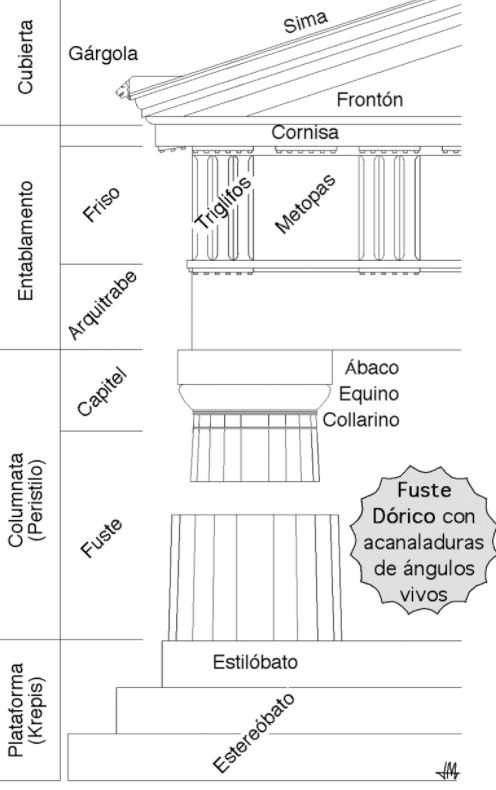 Sima
Cubierta
Gárgola
Frontón
Cornisa
Entablamento
Friso
Triglifos
Metopas
Arquitrabe
Capitel
Ábaco
Equino
Collarino
Columnata
(Peristilo)
Fuste
Fuste
Dórico con
acanaladuras
de ángulos
vivos
Plataforma
(Krepis)
Estilóbato
Estereóbato